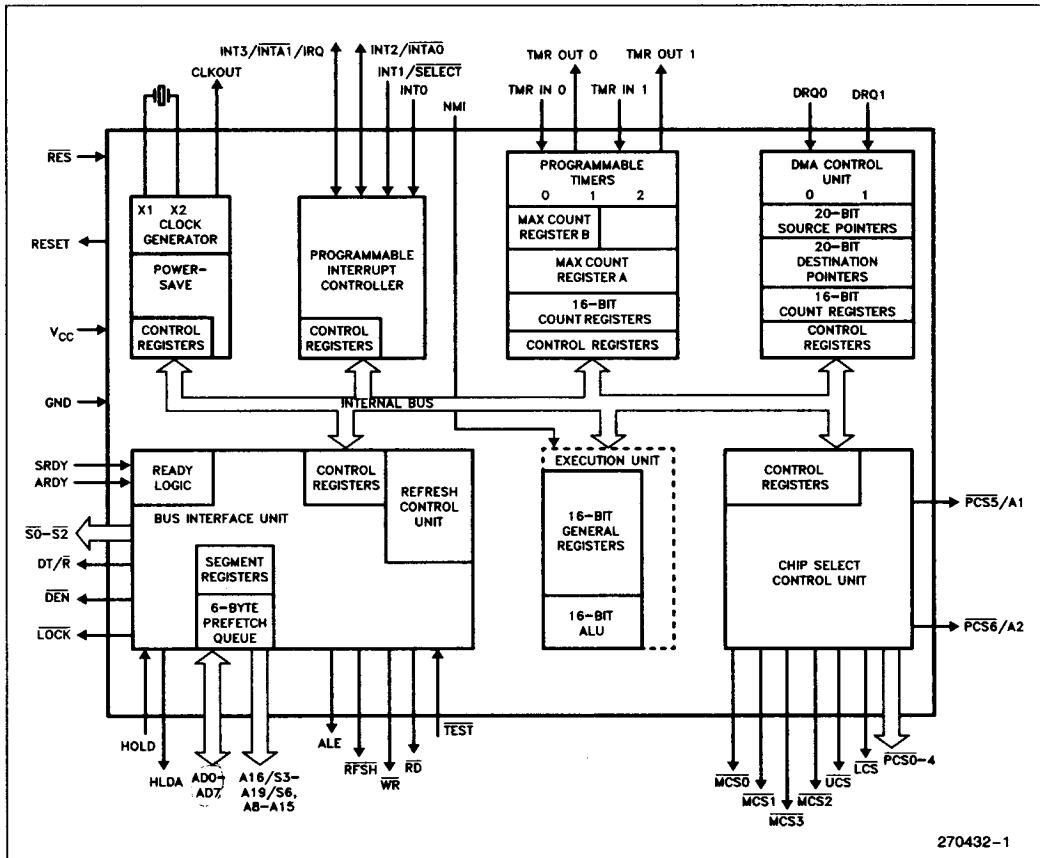 INT3/INTA1/IRQ
INT2/INTA0
INT1/SELECT
INT0
CLKOUT
NMI
TMR OUT 0
TMR OUT 1
TMR IN 0
TMR IN 1
DRQ0
DRQ1
RES
RESET
VCC
GND
SRDY
ARDY
S0-S2
DT/R
DEN
LOCK
X1 X2
CLOCK
GENERATOR
POWER-
SAVE
CONTROL
REGISTERS
PROGRAMMABLE
INTERRUPT
CONTROLLER
CONTROL
REGISTERS
PROGRAMMABLE
TIMERS
0 1 2
MAX COUNT
REGISTER B
MAX COUNT
REGISTER A
16-BIT
COUNT REGISTERS
CONTROL REGISTERS
DMA CONTROL
UNIT
0 1
20-BIT
SOURCE POINTERS
20-BIT
DESTINATION
POINTERS
16-BIT
COUNT REGISTERS
CONTROL
REGISTERS
INTERNAL BUS
READY
LOGIC
CONTROL
REGISTERS
REFRESH
CONTROL
UNIT
BUS INTERFACE UNIT
SEGMENT
REGISTERS
6-BYTE
PREFETCH
QUEUE
EXECUTION UNIT
16-BIT
GENERAL
REGISTERS
16-BIT
ALU
CONTROL
REGISTERS
CHIP SELECT
CONTROL UNIT
PCS5/A1
PCS6/A2
HOLD
HLDA
AD0-
AD7
A16/S3-
A19/S6,
A8-A15
ALE
RFSH
WR
RD
TEST
MCS0
MCS1
MCS3
MCS2
UCS
LCS
PCS0-4
270432-1